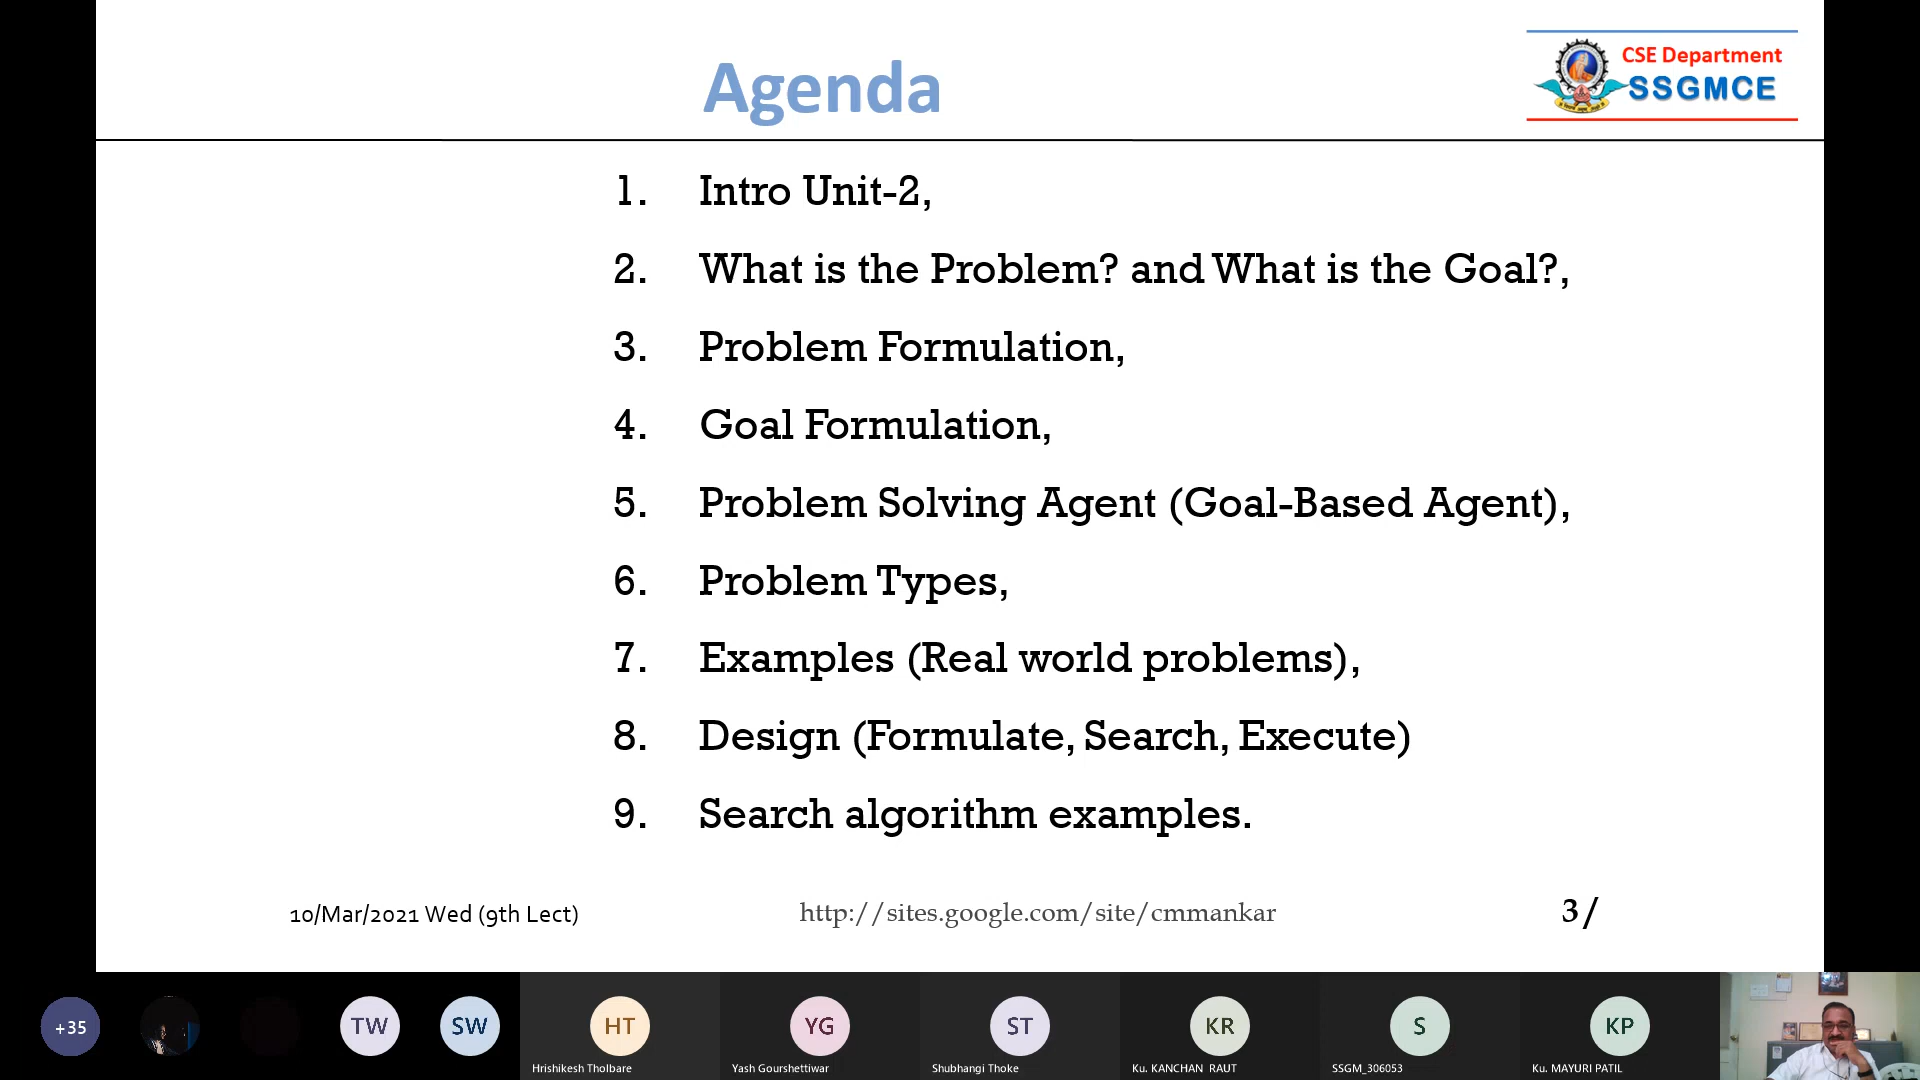 Agenda
CSE Department
SSGMCE
1. Intro Unit-2,
2. What is the Problem? and What is the Goal?,
3. Problem Formulation,
4. Goal Formulation,
5. Problem Solving Agent (Goal-Based Agent),
6. Problem Types,
7. Examples (Real world problems),
8. Design (Formulate, Search, Execute)
9. Search algorithm examples.
10/Mar/2021 Wed (9th Lect)
http://sites.google.com/site/cmmankar
3/
+35
TW
SW
HT
YG
ST
KR
S
KP
Hrishikesh Tholbare
Yash Gourshettiwar
Shubhangi Thoke
Ku. KANCHAN RAUT
SSGM_306053
Ku. MAYURI PATIL